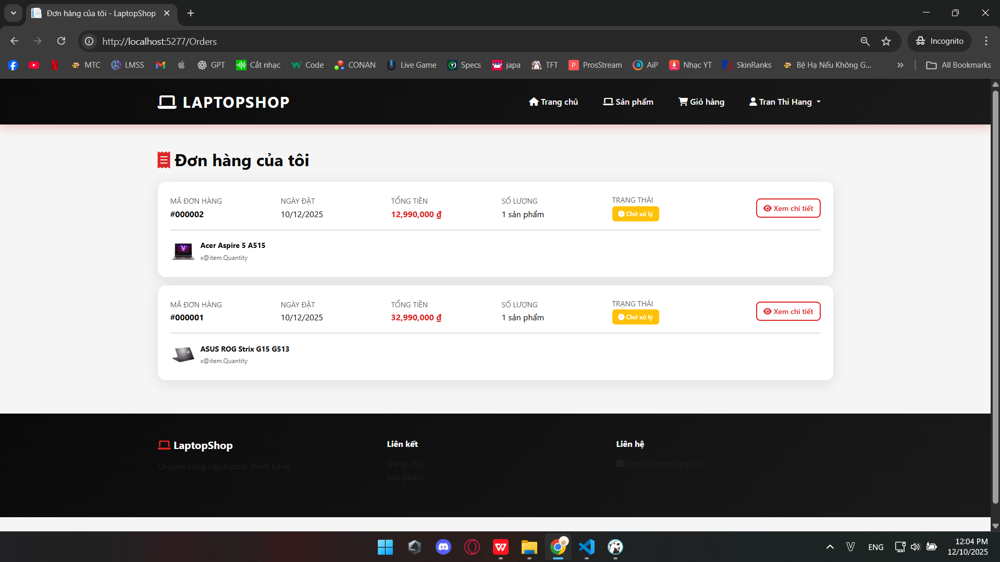 Đơn hàng của tôi - LaptopShop
http://localhost:5277/Orders
Incognito
MTC
LMSS
GPT
Cắt nhạc
Code
CONAN
Live Game
Specs
japa
TFT
ProsStream
AiP
Nhạc YT
SkinRanks
Bệ Hạ Nếu Không G...
All Bookmarks
LAPTOPSHOP
Trang chủ
Sản phẩm
Giỏ hàng
Tran Thi Hang
Đơn hàng của tôi
MÃ ĐƠN HÀNG
#000002
NGÀY ĐẶT
10/12/2025
TỔNG TIỀN
12,990,000 ₫
SỐ LƯỢNG
1 sản phẩm
TRẠNG THÁI
Chờ xử lý
Xem chi tiết
Acer Aspire 5 A515
x@item.Quantity
MÃ ĐƠN HÀNG
#000001
NGÀY ĐẶT
10/12/2025
TỔNG TIỀN
32,990,000 ₫
SỐ LƯỢNG
1 sản phẩm
TRẠNG THÁI
Chờ xử lý
Xem chi tiết
ASUS ROG Strix G15 G513
x@item.Quantity
LaptopShop
Chuyên cung cấp laptop chính hãng
Liên kết
Trang chủ
Sản phẩm
Liên hệ
info@laptopshop.vn
ENG
12:04 PM
12/10/2025